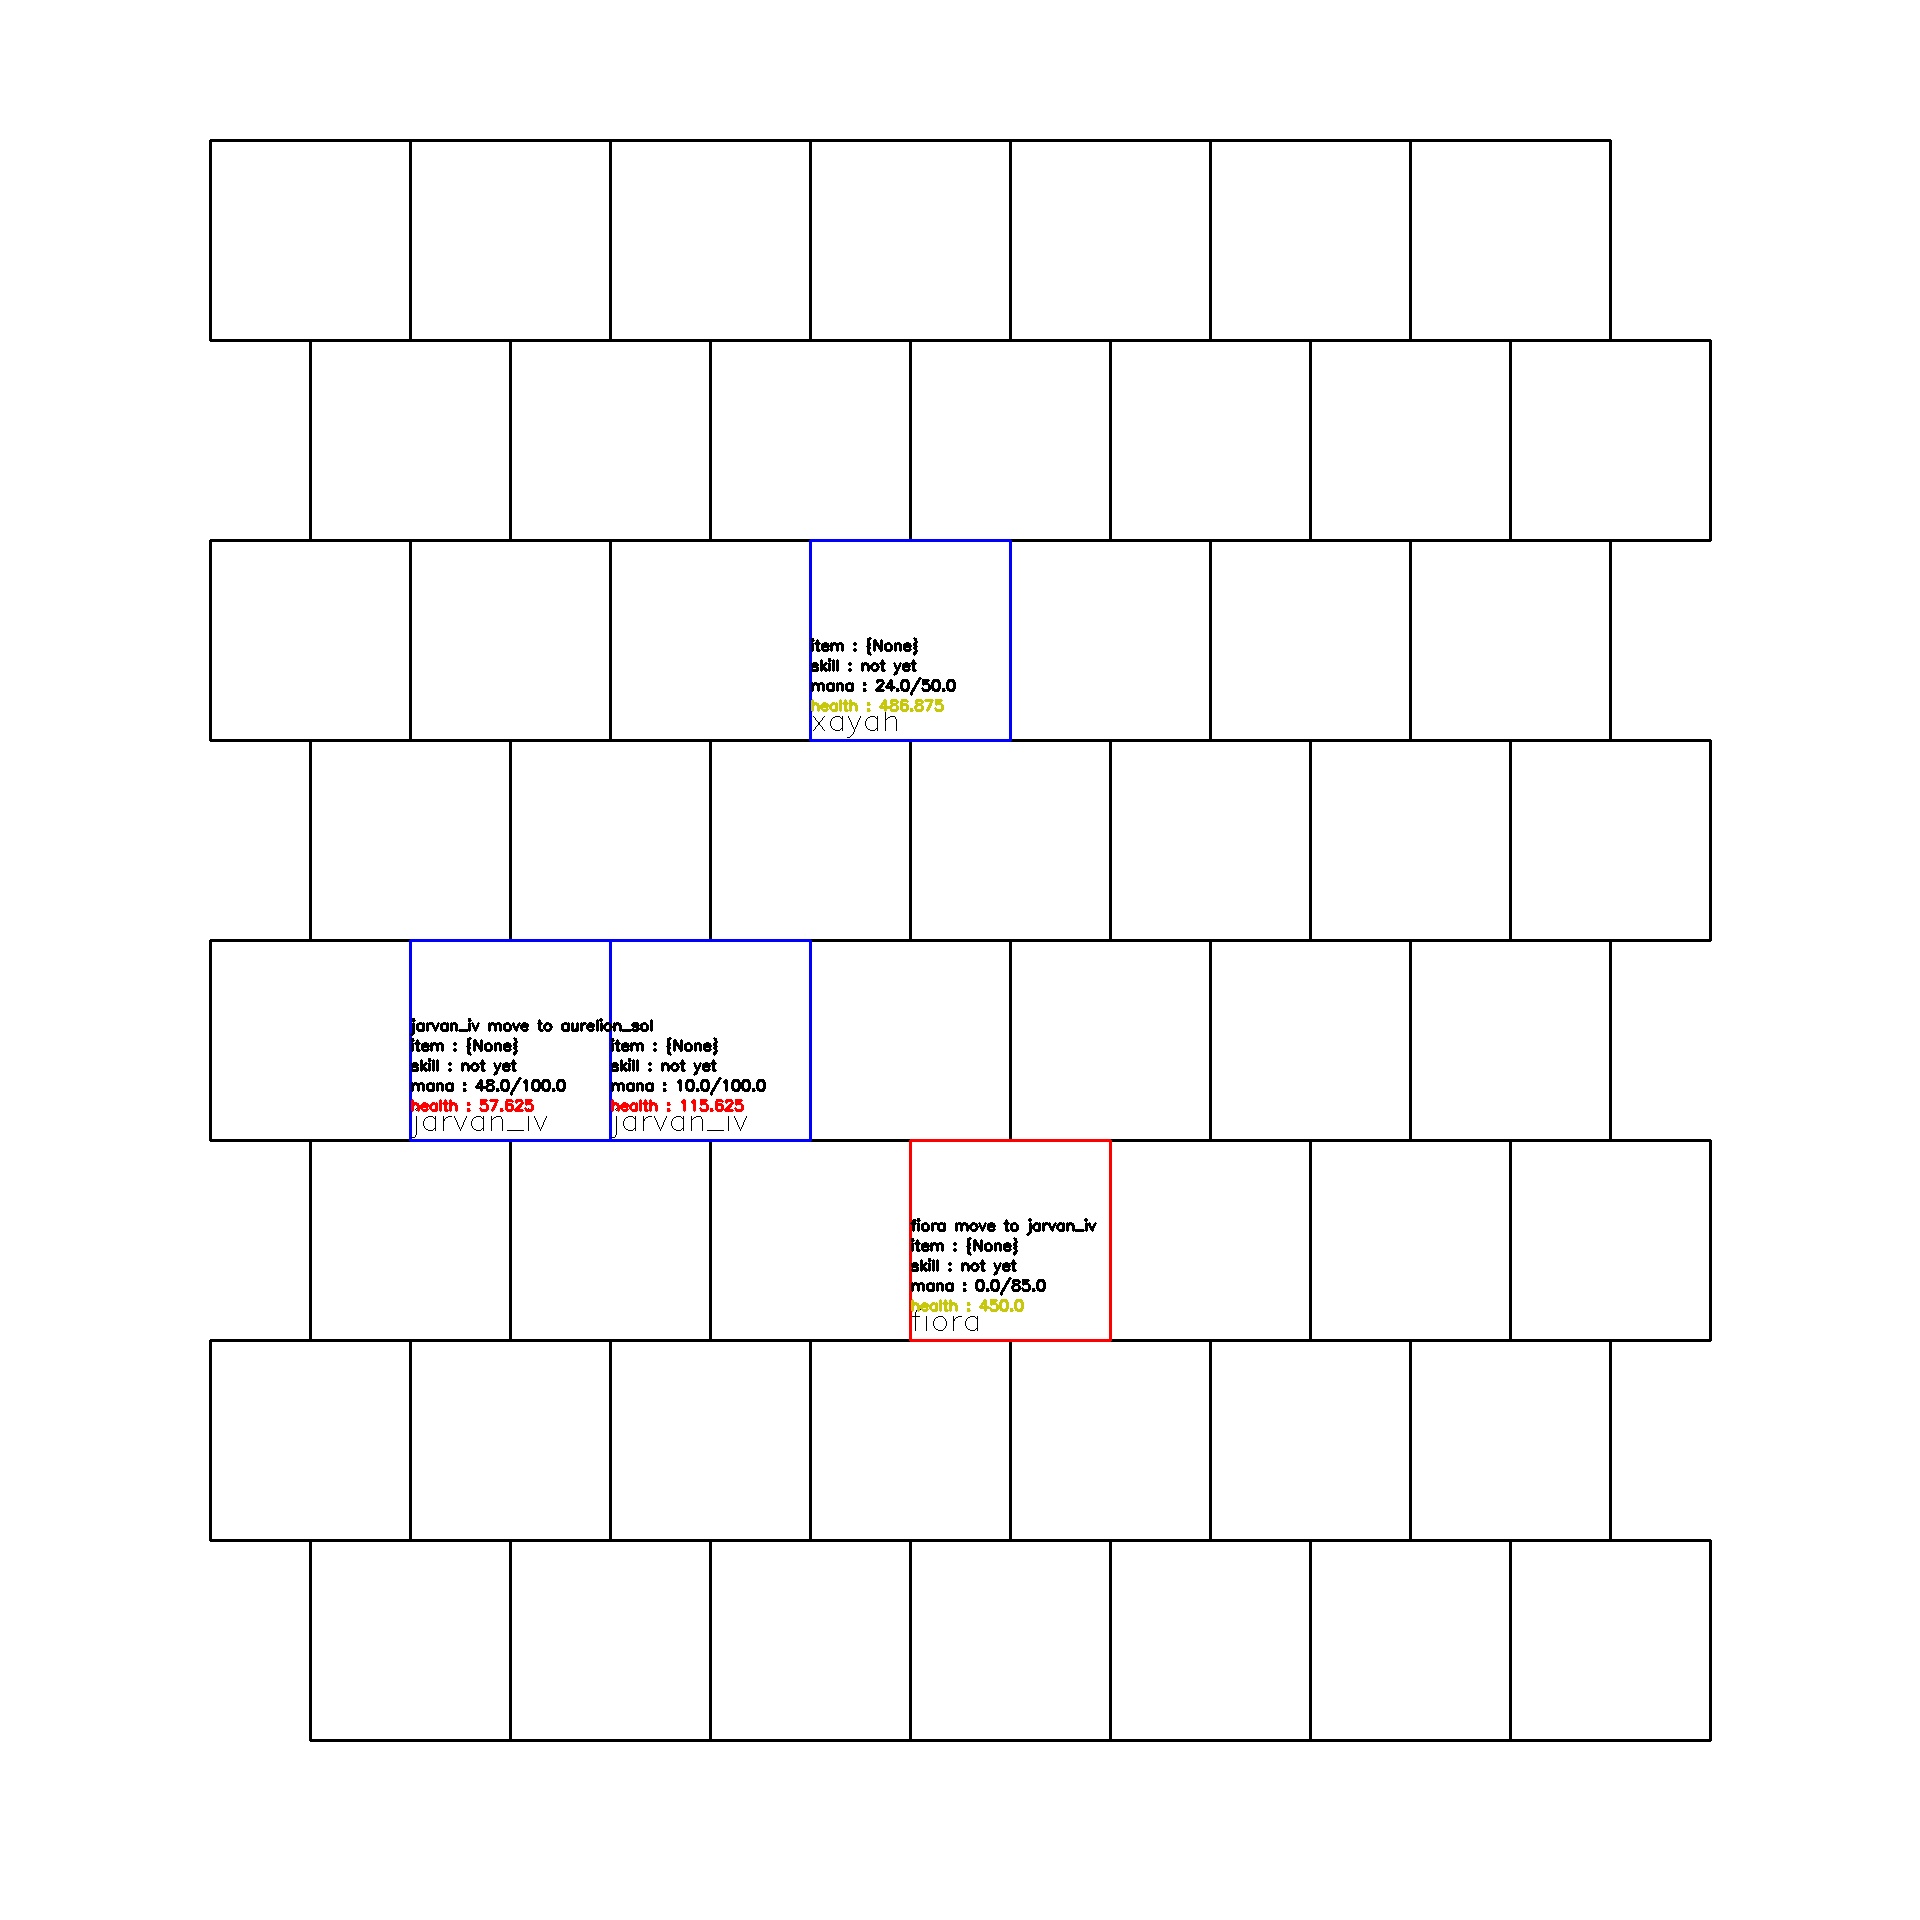 item : {None}
skill : not yet
mana : 24.0/50.0
health : 486.875
xayah
jarvan_iv move to aurelion_sol
item : {None}
skill : not yet
mana : 48.0/100.0
health : 57.625
jarvan_iv
item : {None}
skill : not yet
mana : 10.0/100.0
health : 115.625
jarvan_iv
fiora move to jarvan_iv
item : {None}
skill : not yet
mana : 0.0/85.0
health : 450.0
fiora